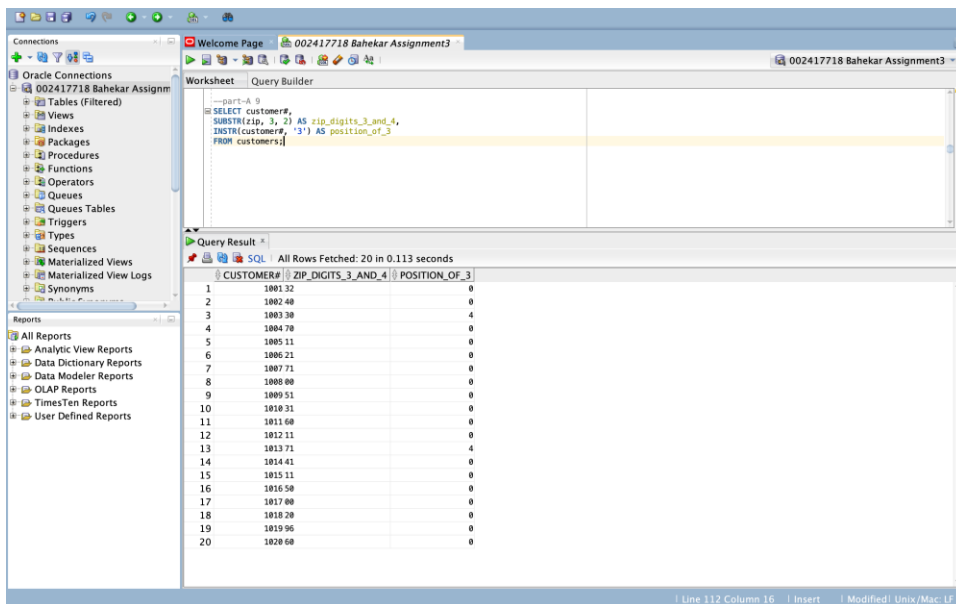 Connections
Oracle Connections
002417718 Bahekar Assignm
Tables (Filtered)
Views
Indexes
Packages
Procedures
Functions
Operators
Queues
Queues Tables
Triggers
Types
Sequences
Materialized Views
Materialized View Logs
Synonyms
Reports
All Reports
Analytic View Reports
Data Dictionary Reports
Data Modeler Reports
OLAP Reports
TimesTen Reports
User Defined Reports
Welcome Page 002417718 Bahekar Assignment3
002417718 Bahekar Assignment3
Worksheet Query Builder
--part-A 9
SELECT customer#,
SUBSTR(zip, 3, 2) AS zip_digits_3_and_4,
INSTR(customer#, '3') AS position_of_3
FROM customers;
Query Result
SQL | All Rows Fetched: 20 in 0.113 seconds
CUSTOMER# ZIP_DIGITS_3_AND_4 POSITION_OF_3
1 1001 32 0
2 1002 40 0
3 1003 30 4
4 1004 70 0
5 1005 11 0
6 1006 21 0
7 1007 71 0
8 1008 00 0
9 1009 51 0
10 1010 31 0
11 1011 60 0
12 1012 11 0
13 1013 71 4
14 1014 41 0
15 1015 11 0
16 1016 50 0
17 1017 00 0
18 1018 20 0
19 1019 96 0
20 1020 60 0
Line 112 Column 16 | Insert | Modified | Unix/Mac: LF